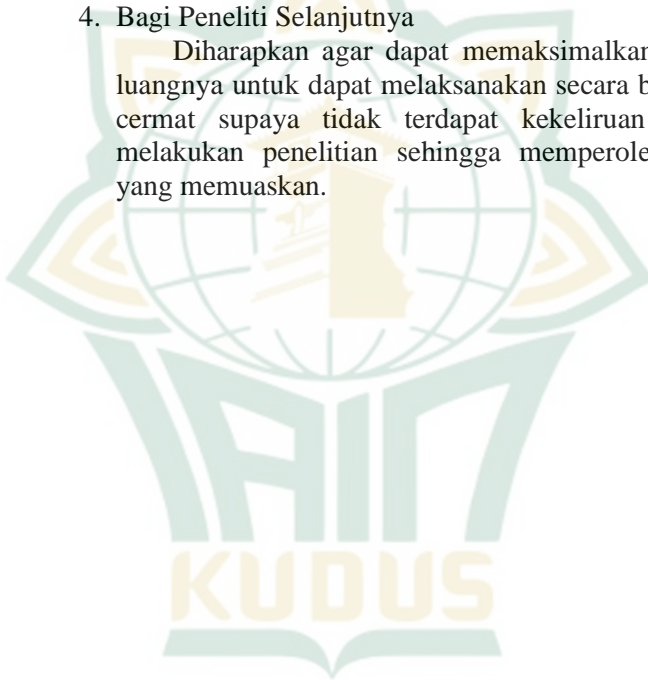 4. Bagi Peneliti Selanjutnya
Diharapkan agar dapat memaksimalkan
luangnya untuk dapat melaksanakan secara
cermat supaya tidak terdapat kekeliruan
melakukan penelitian sehingga
yang memuaskan.
IAIN
KUDUS